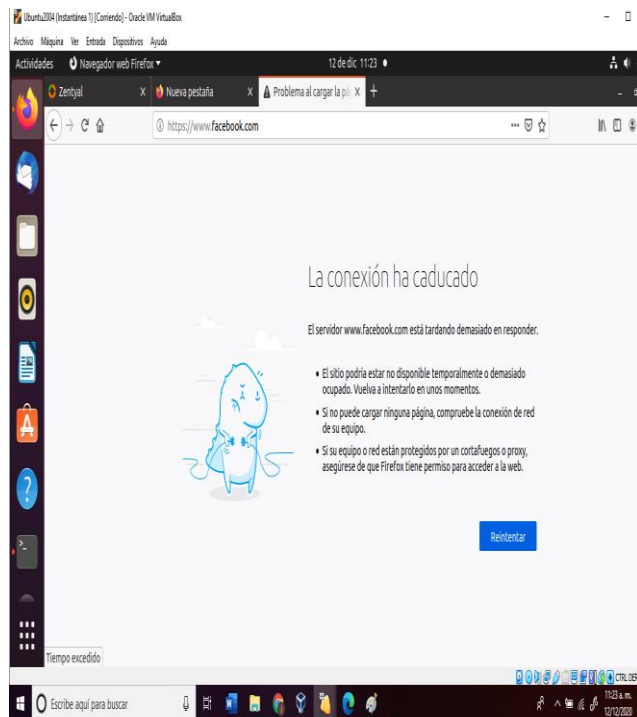 Ubuntu2004 (Instantánea 1) [Corriendo] - Oracle VM VirtualBox
Archivo Máquina Ver Entrada Dispositivos Ayuda
Actividades Navegador web Firefox 12 de dic 11:23
Zentyal X Nueva pestaña X Problema al cargar la pá X +
https://www.facebook.com
La conexión ha caducado
El servidor www.facebook.com está tardando demasiado en responder.
• El sitio podría estar no disponible temporalmente o demasiado
ocupado. Vuelva a intentarlo en unos momentos.
• Si no puede cargar ninguna página, compruebe la conexión de red
de su equipo.
• Si su equipo o red están protegidos por un cortafuegos o proxy,
asegúrese de que Firefox tiene permiso para acceder a la web.
Reintentar
Tiempo excedido
CTRL DER
Escribe aquí para buscar
11:23 a. m.
12/12/2020